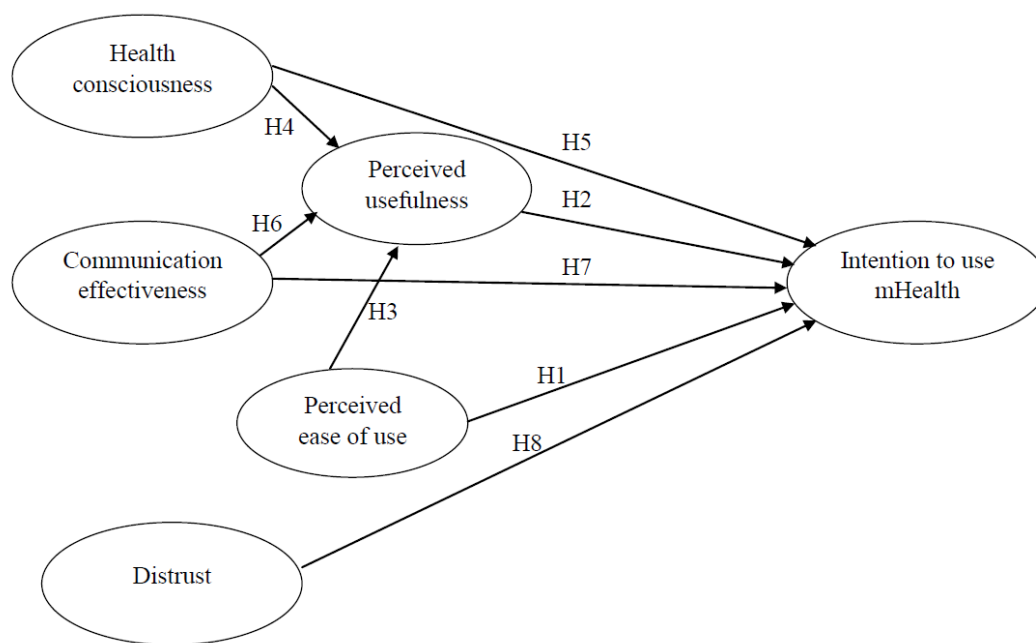 Health
consciousness
H4
H5
Perceived
usefulness
H2
H6
Communication
effectiveness
H7
Intention to use
mHealth
H3
H1
Perceived
ease of use
H8
Distrust